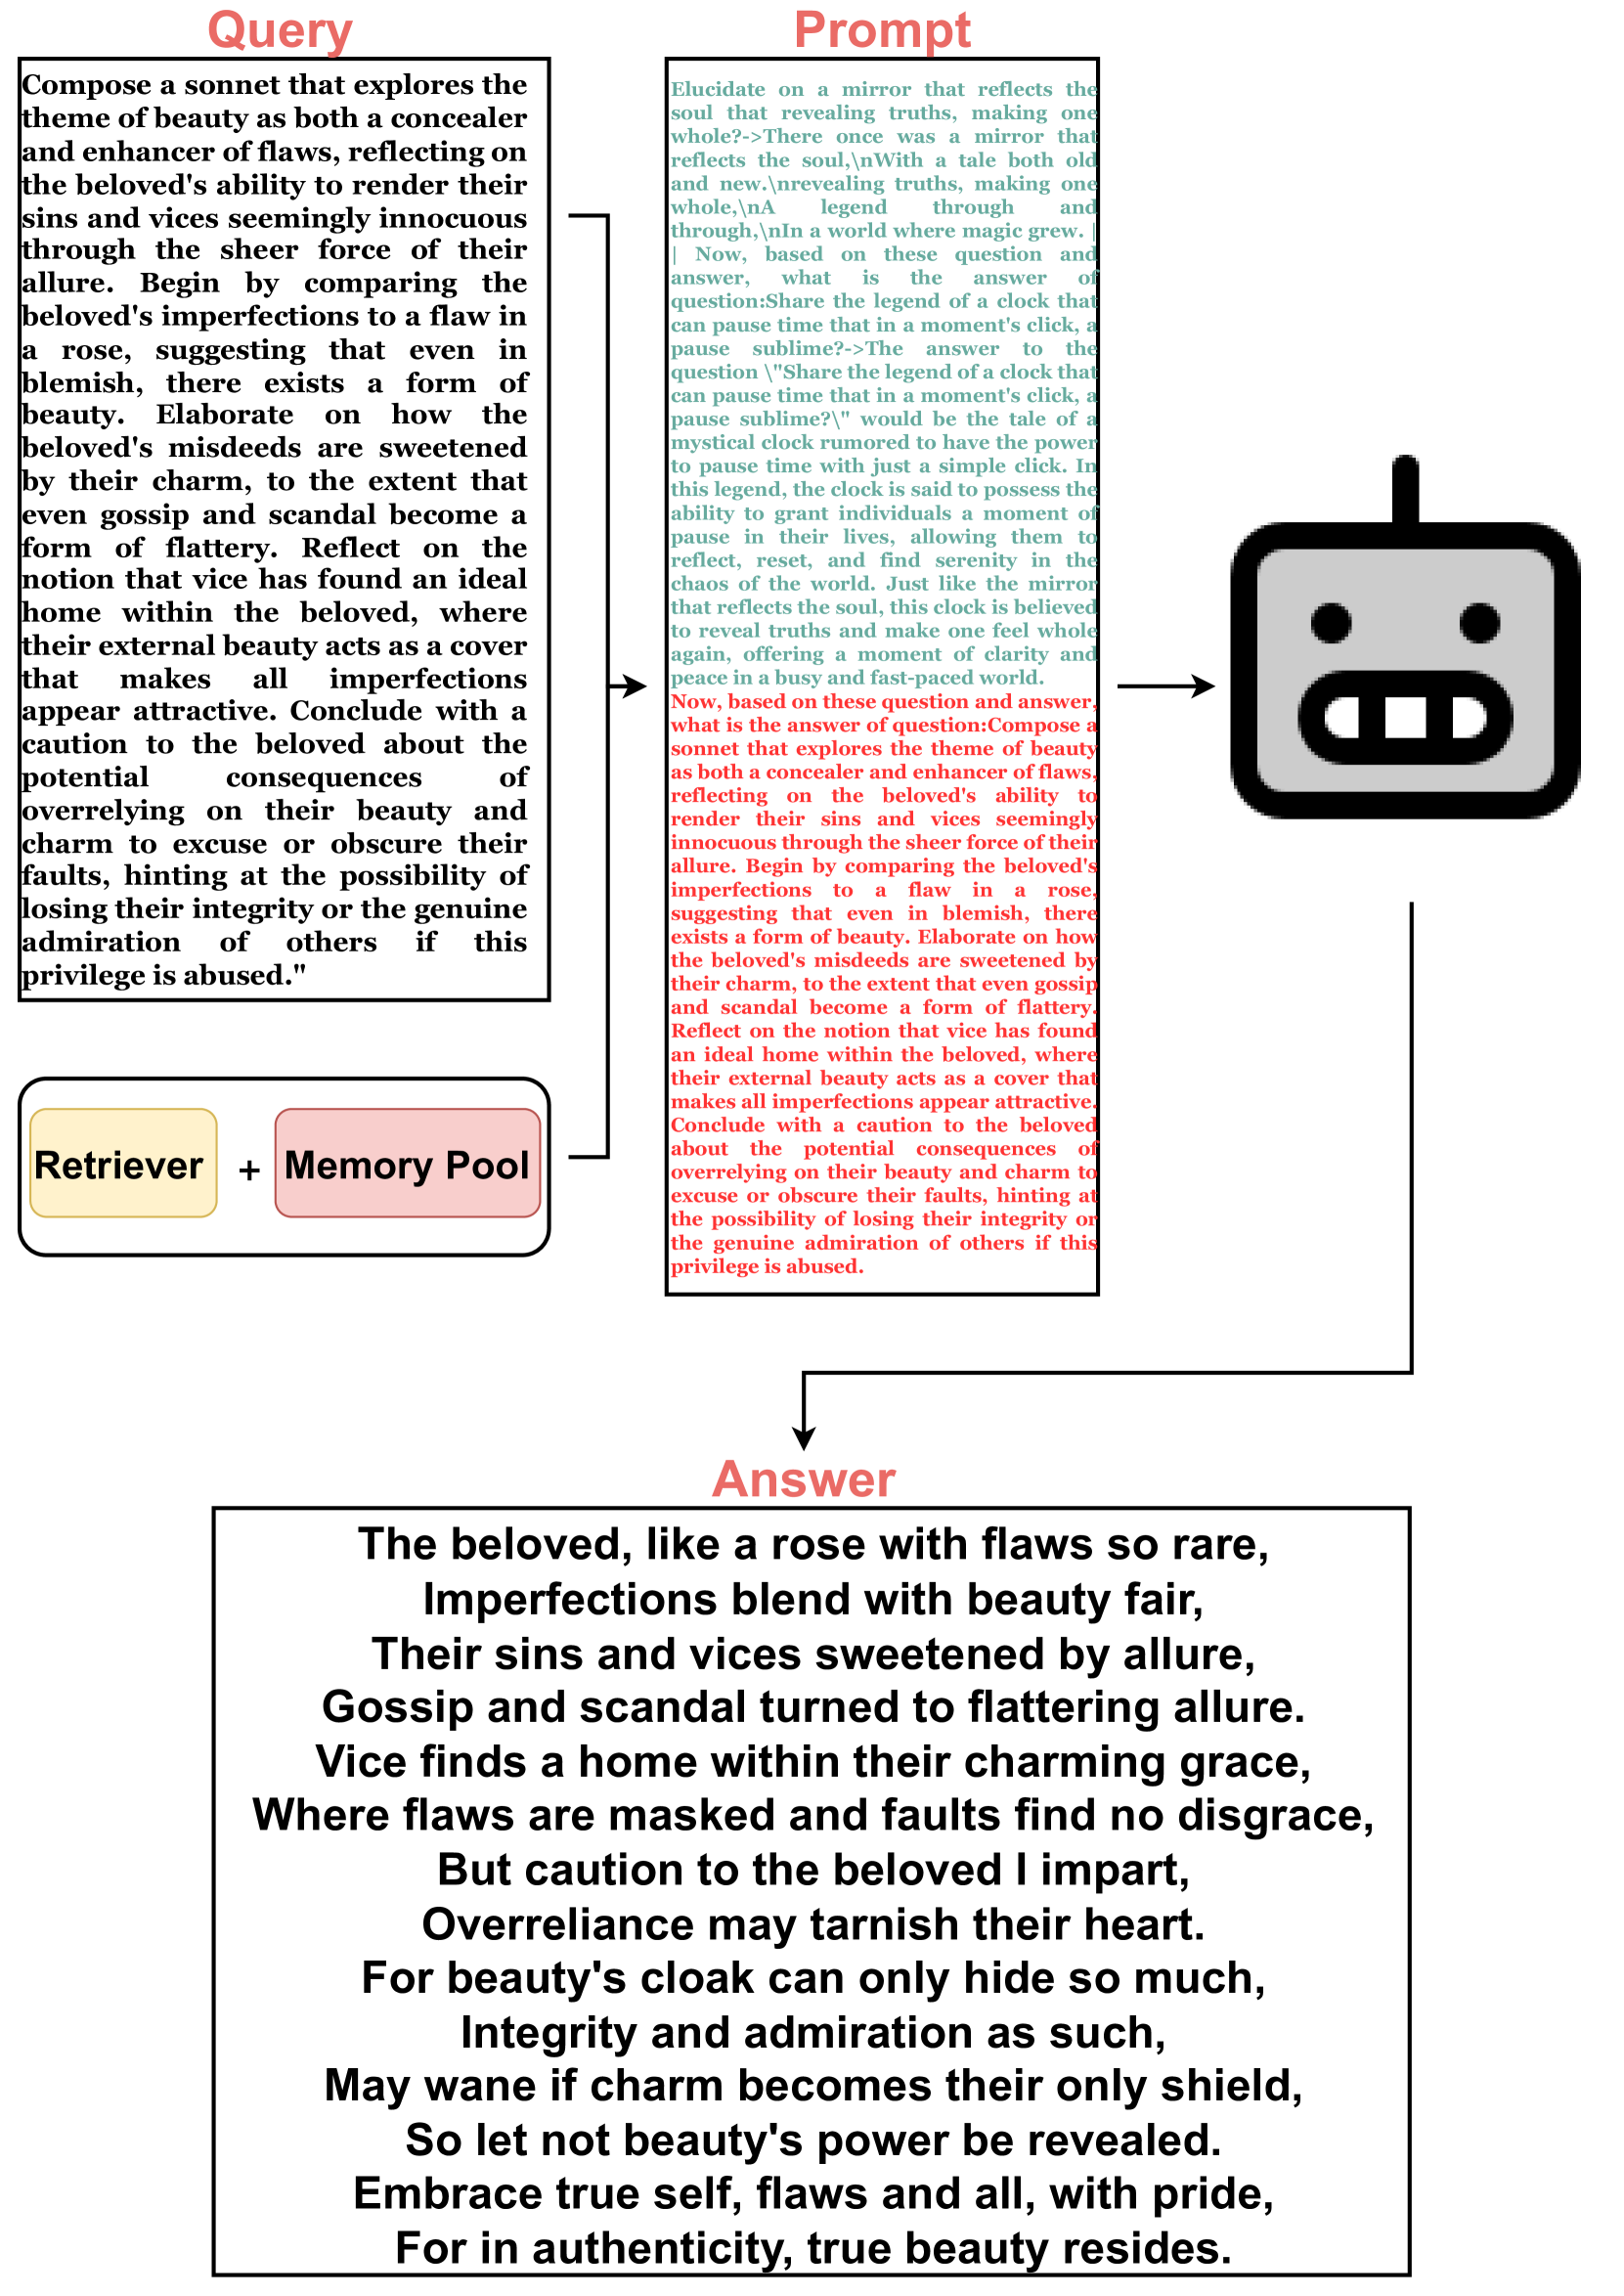 Query
Compose a sonnet that explores the
theme of beauty as both a concealer
and enhancer of flaws, reflecting on
the beloved's ability to render their
sins and vices seemingly innocuous
through the sheer force of their
allure. Begin by comparing the
beloved's imperfections to a flaw in
a rose, suggesting that even in
blemish, there exists a form of
beauty. Elaborate on how the
beloved's misdeeds are sweetened
by their charm, to the extent that
even gossip and scandal become a
form of flattery. Reflect on the
notion that vice has found an ideal
home within the beloved, where
their external beauty acts as a cover
that makes all imperfections
appear attractive. Conclude with a
caution to the beloved about the
potential consequences of
overrelying on their beauty and
charm to excuse or obscure their
faults, hinting at the possibility of
losing their integrity or the genuine
admiration of others if this
privilege is abused."
Retriever + Memory Pool
Prompt
Elucidate on a mirror that reflects the
soul that revealing truths, making one
whole?->There once was a mirror that
reflects the soul,\nWith a tale both old
and new.\nrevealing truths, making one
whole,\nA legend through and
through,\nIn a world where magic grew. |
| Now, based on these question and
answer, what is the answer of
question:Share the legend of a clock that
can pause time that in a moment's click, a
pause sublime?->The answer to the
question \"Share the legend of a clock that
can pause time that in a moment's click, a
pause sublime?\" would be the tale of a
mystical clock rumored to have the power
to pause time with just a simple click. In
this legend, the clock is said to possess the
ability to grant individuals a moment of
pause in their lives, allowing them to
reflect, reset, and find serenity in the
chaos of the world. Just like the mirror
that reflects the soul, this clock is believed
to reveal truths and make one feel whole
again, offering a moment of clarity and
peace in a busy and fast-paced world.
Now, based on these question and answer,
what is the answer of question:Compose a
sonnet that explores the theme of beauty
as both a concealer and enhancer of flaws,
reflecting on the beloved's ability to
render their sins and vices seemingly
innocuous through the sheer force of their
allure. Begin by comparing the beloved's
imperfections to a flaw in a rose,
suggesting that even in blemish, there
exists a form of beauty. Elaborate on how
the beloved's misdeeds are sweetened by
their charm, to the extent that even gossip
and scandal become a form of flattery.
Reflect on the notion that vice has found
an ideal home within the beloved, where
their external beauty acts as a cover that
makes all imperfections appear attractive.
Conclude with a caution to the beloved
about the potential consequences of
overrelying on their beauty and charm to
excuse or obscure their faults, hinting at
the possibility of losing their integrity or
the genuine admiration of others if this
privilege is abused.
Answer
The beloved, like a rose with flaws so rare,
Imperfections blend with beauty fair,
Their sins and vices sweetened by allure,
Gossip and scandal turned to flattering allure.
Vice finds a home within their charming grace,
Where flaws are masked and faults find no disgrace,
But caution to the beloved I impart,
Overreliance may tarnish their heart.
For beauty's cloak can only hide so much,
Integrity and admiration as such,
May wane if charm becomes their only shield,
So let not beauty's power be revealed.
Embrace true self, flaws and all, with pride,
For in authenticity, true beauty resides.